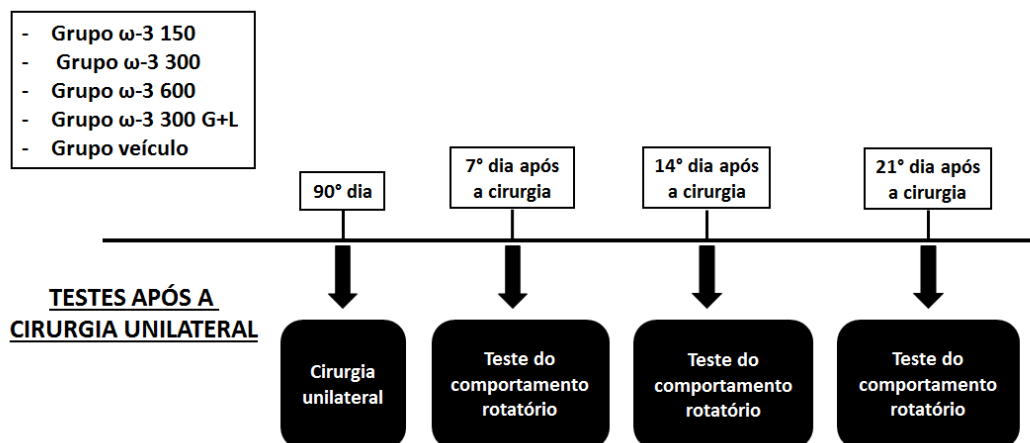 - Grupo ω-3 150
- Grupo ω-3 300
- Grupo ω-3 600
- Grupo ω-3 300 G+L
- Grupo veículo
90° dia
7° dia após
a cirurgia
14° dia após
a cirurgia
21° dia após
a cirurgia
TESTES APÓS A
CIRURGIA UNILATERAL
Cirurgia
unilateral
Teste do
comportamento
rotatório
Teste do
comportamento
rotatório
Teste do
comportamento
rotatório